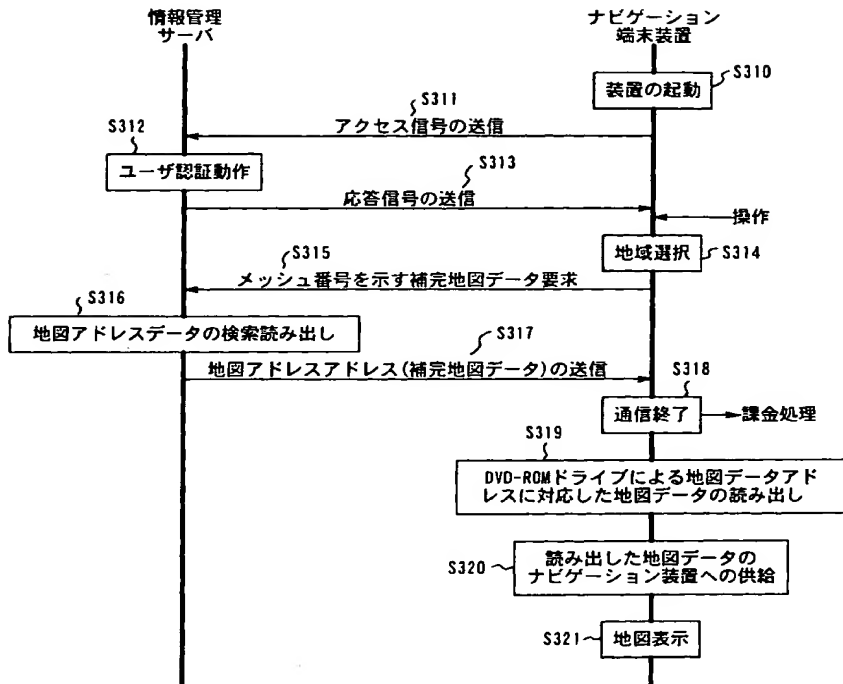 情報管理
サーバ
ナビゲーション
端末装置
装置の起動
S310
S311
アクセス信号の送信
S312
ユーザ認証動作
S313
応答信号の送信
操作
地域選択
S314
S315
メッシュ番号を示す補完地図データ要求
S316
地図アドレスデータの検索読み出し
S317
地図アドレスアドレス(補完地図データ)の送信
S318
通信終了
課金処理
S319
DVD-ROMドライブによる地図データアド
レスに対応した地図データの読み出し
S320
読み出した地図データの
ナビゲーション装置への供給
S321
地図表示